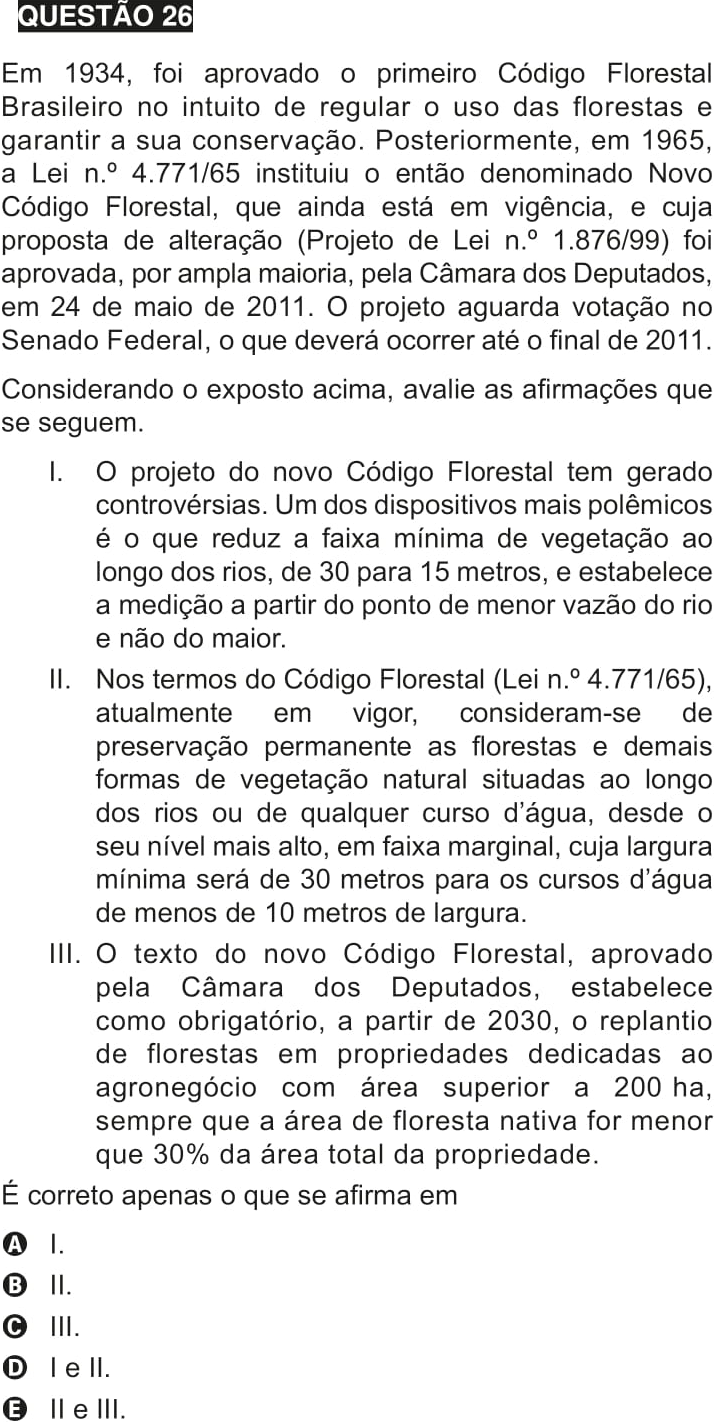 QUESTÃO 26
Em 1934, foi aprovado o primeiro Código Florestal
Brasileiro no intuito de regular o uso das florestas e
garantir a sua conservação. Posteriormente, em 1965,
a Lei n.º 4.771/65 instituiu o então denominado Novo
Código Florestal, que ainda está em vigência, e cuja
proposta de alteração (Projeto de Lei n.º 1.876/99) foi
aprovada, por ampla maioria, pela Câmara dos Deputados,
em 24 de maio de 2011. O projeto aguarda votação no
Senado Federal, o que deverá ocorrer até o final de 2011.
Considerando o exposto acima, avalie as afirmações que
se seguem.
I. O projeto do novo Código Florestal tem gerado
controvérsias. Um dos dispositivos mais polêmicos
é o que reduz a faixa mínima de vegetação ao
longo dos rios, de 30 para 15 metros, e estabelece
a medição a partir do ponto de menor vazão do rio
e não do maior.
II. Nos termos do Código Florestal (Lei n.º 4.771/65),
atualmente em vigor, consideram-se de
preservação permanente as florestas e demais
formas de vegetação natural situadas ao longo
dos rios ou de qualquer curso d'água, desde o
seu nível mais alto, em faixa marginal, cuja largura
mínima será de 30 metros para os cursos d'água
de menos de 10 metros de largura.
III. O texto do novo Código Florestal, aprovado
pela Câmara dos Deputados, estabelece
como obrigatório, a partir de 2030, o replantio
de florestas em propriedades dedicadas ao
agronegócio com área superior a 200 ha,
sempre que a área de floresta nativa for menor
que 30% da área total da propriedade.
É correto apenas o que se afirma em
A I.
B II.
C III.
D I e II.
E II e III.